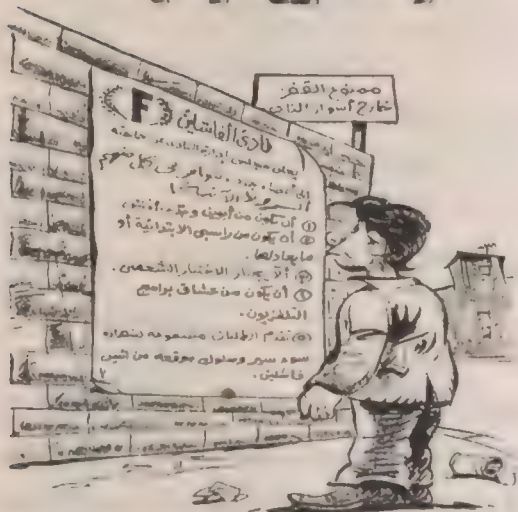 ممنوع القفز
خارج أسوار النادي
F
نادي الفاشلين
يعلن مجلس إدارة النادي عن حاجته
إلى أعضاء جدد تتوافر في كل منهم
الشروط الآتية:
① أن يكون من أبوين وجدين
② أن يكون من راسبي الابتدائية أو
ما يعادلها.
③ ألا يجتاز الاختبار الشخصي.
④ أن يكون من عشاق برامج
التلفزيون.
⑤ تقدم الطلبات مشفوعة بشهادة
سوء سير وسلوك موقعة من اثنين
فاشلين.